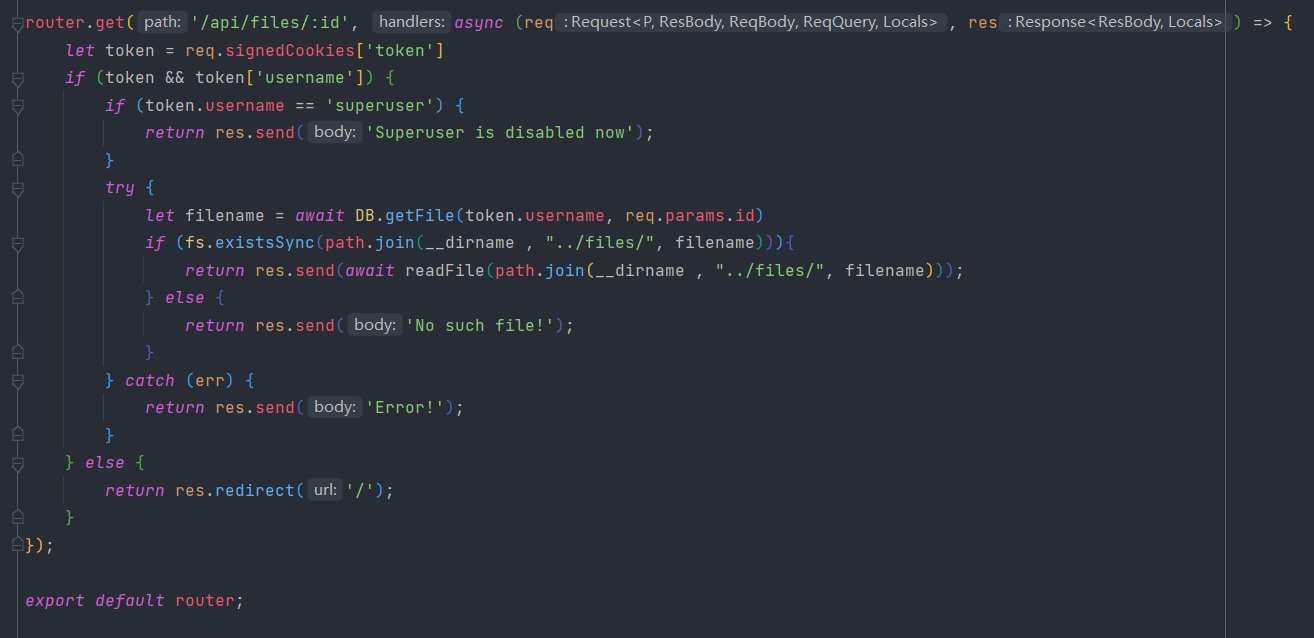 router.get( path: '/api/files/:id', handlers: async (req : Request<P, ResBody, ReqBody, ReqQuery, Locals> , res : Response<ResBody, Locals> ) => {
    let token = req.signedCookies['token']
    if (token && token['username']) {
        if (token.username == 'superuser') {
            return res.send( body: 'Superuser is disabled now');
        }
        try {
            let filename = await DB.getFile(token.username, req.params.id)
            if (fs.existsSync(path.join(__dirname , "../files/", filename))){
                return res.send(await readFile(path.join(__dirname , "../files/", filename)));
            } else {
                return res.send( body: 'No such file!');
            }
        } catch (err) {
            return res.send( body: 'Error!');
        }
    } else {
        return res.redirect( url: '/');
    }
});
export default router;